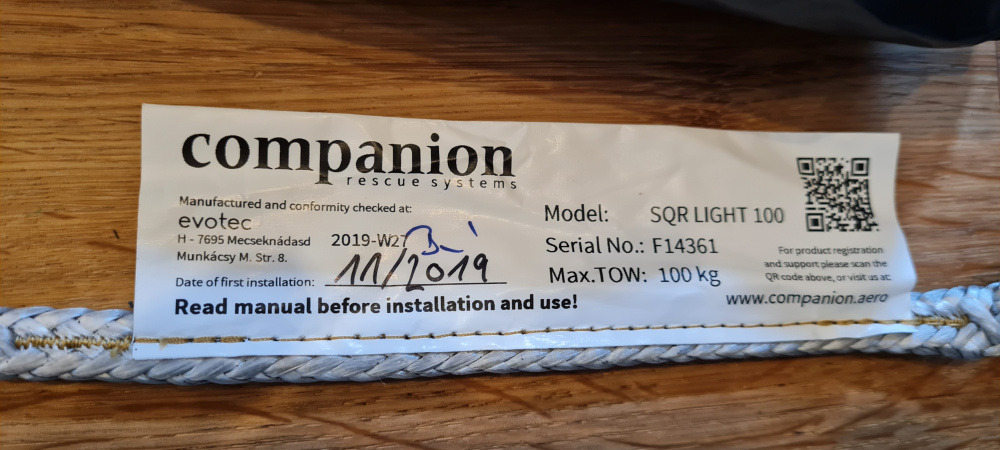 companion
rescue systems
Manufactured and conformity checked at:
evotec
H - 7695 Mecseknádasd
Munkácsy M. Str. 8.
2019-W27
Date of first installation: 11/2019
Read manual before installation and use!
Model: SQR LIGHT 100
Serial No.: F14361
Max.TOW: 100 kg
For product registration
and support please scan the
QR code above, or visit us at:
www.companion.aero